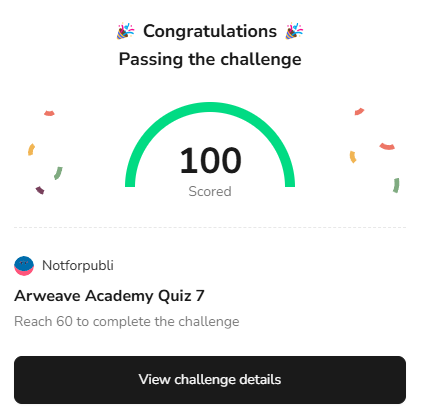 🎉 Congratulations 🎉
Passing the challenge
100
Scored
Notforpubli
Arweave Academy Quiz 7
Reach 60 to complete the challenge
View challenge details